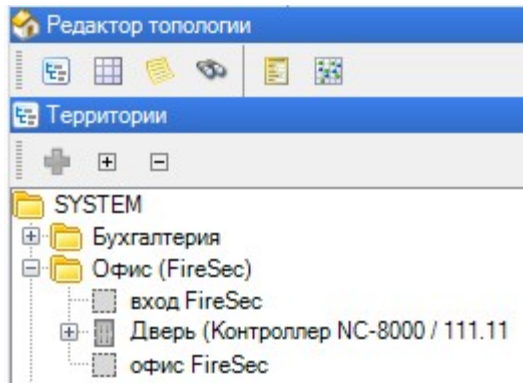 Редактор топологии
Территории
SYSTEM
Бухгалтерия
Офис (FireSec)
вход FireSec
Дверь (Контроллер NC-8000 / 111.11
офис FireSec